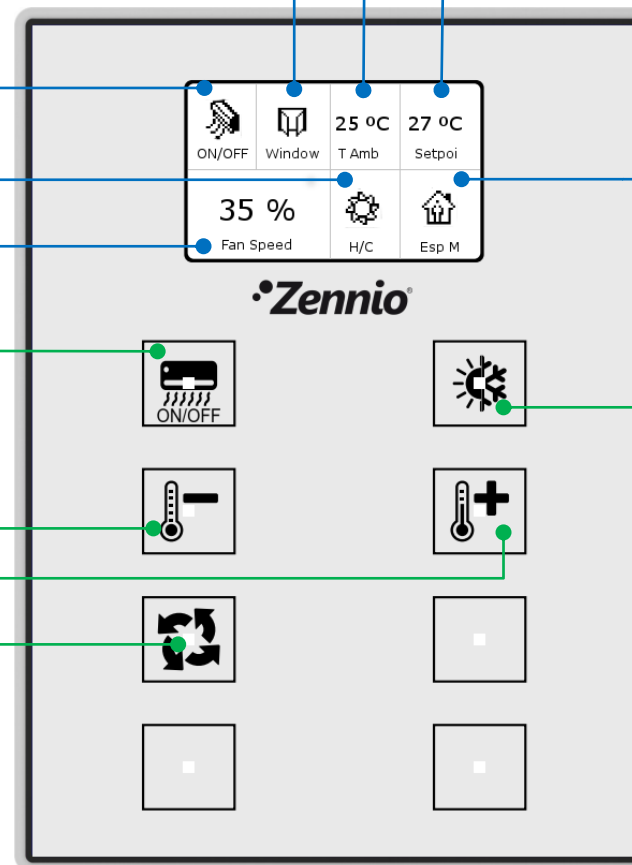 25 ºC 27 ºC
ON/OFF Window T Amb Setpoi
35 %
Fan Speed H/C Esp M
Zennio
ON/OFF